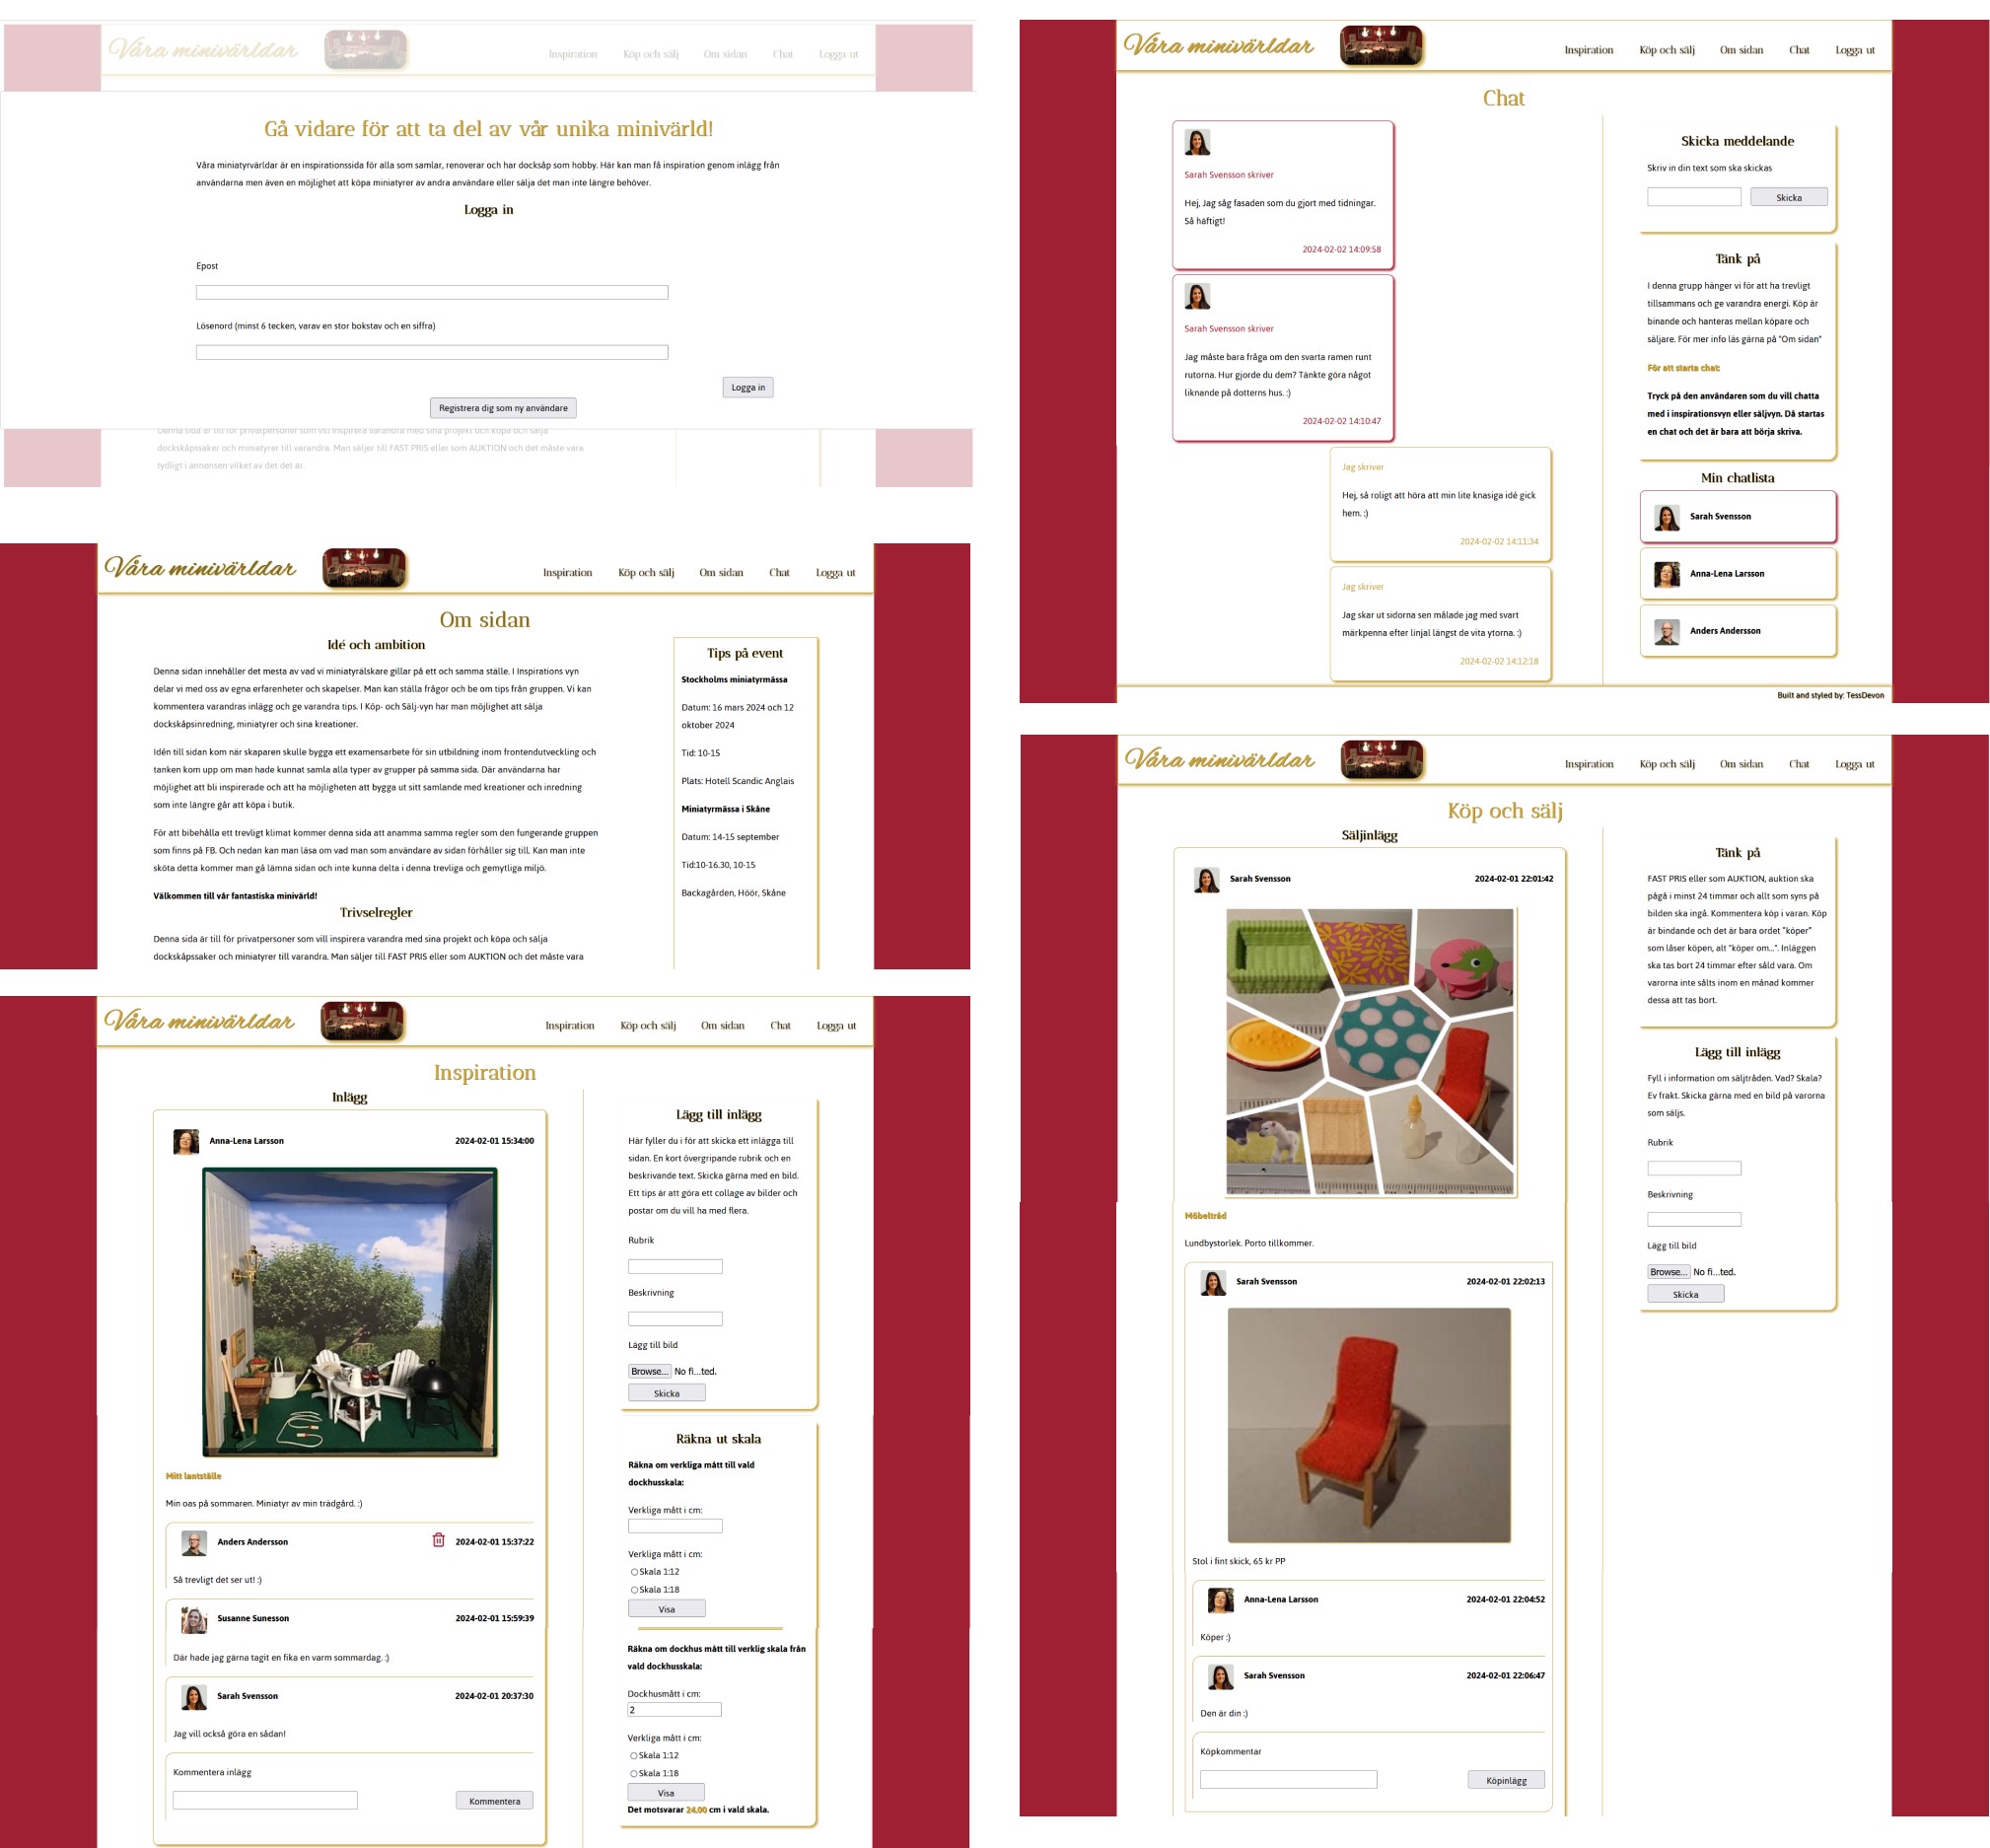 Våra minivärldar
Inspiration Köp och sälj Om sidan Chat Logga ut
Gå vidare för att ta del av vår unika minivärld!
Våra miniatyrvärldar är en inspirationssida för alla som samlar, renoverar och har docksåp som hobby. Här kan man få inspiration genom inlägg från
användarna men även en möjlighet att köpa miniatyrer av andra användare eller sälja det man inte längre behöver.
Logga in
Epost
Lösenord (minst 6 tecken, varav en stor bokstav och en siffra)
Logga in
Registrera dig som ny användare
Denna sida är till för privatpersoner som vill inspirera varandra med sina projekt och köpa och sälja
dockskåpssaker och miniatyrer till varandra. Man säljer till FAST PRIS eller som AUKTION och det måste vara
tydligt i annonsen vilket av det det är.
Våra minivärldar
Inspiration Köp och sälj Om sidan Chat Logga ut
Om sidan
Idé och ambition
Denna sidan innehåller det mesta av vad vi miniatyrälskare gillar på ett och samma ställe. I Inspirations vyn
delar vi med oss av egna erfarenheter och skapelser. Man kan ställa frågor och be om tips från gruppen. Vi kan
kommentera varandras inlägg och ge varandra tips. I Köp- och Sälj-vyn har man möjlighet att sälja
dockskåpsinredning, miniatyrer och sina kreationer.
Idén till sidan kom när skaparen skulle bygga ett examensarbete för sin utbildning inom frontendutveckling och
tanken kom upp om man hade kunnat samla alla typer av grupper på samma sida. Där användarna har
möjlighet att bli inspirerade och att ha möjligheten att bygga ut sitt samlande med kreationer och inredning
som inte längre går att köpa i butik.
För att bibehålla ett trevligt klimat kommer denna sida att anamma samma regler som den fungerande gruppen
som finns på FB. Och nedan kan man läsa om vad man som användare av sidan förhåller sig till. Kan man inte
sköta detta kommer man gå lämna sidan och inte kunna delta i denna trevliga och gemytliga miljö.
Välkommen till vår fantastiska minivärld!
Trivselregler
Denna sida är till för privatpersoner som vill inspirera varandra med sina projekt och köpa och sälja
dockskåpssaker och miniatyrer till varandra. Man säljer till FAST PRIS eller som AUKTION och det måste vara
Tips på event
Stockholms miniatyrmässa
Datum: 16 mars 2024 och 12
oktober 2024
Tid: 10-15
Plats: Hotell Scandic Anglais
Miniatyrmässa i Skåne
Datum: 14-15 september
Tid:10-16.30, 10-15
Backagården, Höör, Skåne
Våra minivärldar
Inspiration Köp och sälj Om sidan Chat Logga ut
Inspiration
Inlägg
Anna-Lena Larsson 2024-02-01 15:34:00
Mitt lantställe
Min oas på sommaren. Miniatyr av min trädgård. :)
Anders Andersson 2024-02-01 15:37:22
Så trevligt det ser ut! :)
Susanne Sunesson 2024-02-01 15:59:39
Där hade jag gärna tagit en fika en varm sommardag. :)
Sarah Svensson 2024-02-01 20:37:30
Jag vill också göra en sådan!
Kommentera inlägg
Kommentera
Lägg till inlägg
Här fyller du i för att skicka ett inlägga till
sidan. En kort övergripande rubrik och en
beskrivande text. Skicka gärna med en bild.
Ett tips är att göra ett collage av bilder och
postar om du vill ha med flera.
Rubrik
Beskrivning
Lägg till bild
Browse... No fi...ted.
Skicka
Räkna ut skala
Räkna om verkliga mått till vald
dockhusskala:
Verkliga mått i cm:
Verkliga mått i cm:
Skala 1:12
Skala 1:18
Visa
Räkna om dockhus mått till verklig skala från
vald dockhusskala:
Dockhusmått i cm:
2
Verkliga mått i cm:
Skala 1:12
Skala 1:18
Visa
Det motsvarar 24.00 cm i vald skala.
Våra minivärldar
Inspiration Köp och sälj Om sidan Chat Logga ut
Chat
Sarah Svensson skriver
Hej, Jag såg fasaden som du gjort med tidningar.
Så häftigt!
2024-02-02 14:09:58
Sarah Svensson skriver
Jag måste bara fråga om den svarta ramen runt
rutorna. Hur gjorde du dem? Tänkte göra något
liknande på dotterns hus. :)
2024-02-02 14:10:47
Jag skriver
Hej, så roligt att höra att min lite knasiga idé gick
hem. :)
2024-02-02 14:11:34
Jag skriver
Jag skar ut sidorna sen målade jag med svart
märkpenna efter linjal längst de vita ytorna. :)
2024-02-02 14:12:18
Skicka meddelande
Skriv in din text som ska skickas
Skicka
Tänk på
I denna grupp hänger vi för att ha trevligt
tillsammans och ge varandra energi. Köp är
binande och hanteras mellan köpare och
säljare. För mer info läs gärna på "Om sidan"
För att starta chat:
Tryck på den användaren som du vill chatta
med i inspirationsvyn eller säljvyn. Då startas
en chat och det är bara att börja skriva.
Min chatlista
Sarah Svensson
Anna-Lena Larsson
Anders Andersson
Built and styled by: TessDevon
Våra minivärldar
Inspiration Köp och sälj Om sidan Chat Logga ut
Köp och sälj
Säljinlägg
Sarah Svensson 2024-02-01 22:01:42
Möbeltråd
Lundbystorlek. Porto tillkommer.
Sarah Svensson 2024-02-01 22:02:13
Stol i fint skick, 65 kr PP
Anna-Lena Larsson 2024-02-01 22:04:52
Köper :)
Sarah Svensson 2024-02-01 22:06:47
Den är din :)
Köpkommentar
Köpinlägg
Tänk på
FAST PRIS eller som AUKTION, auktion ska
pågå i minst 24 timmar och allt som syns på
bilden ska ingå. Kommentera köp i varan. Köp
är bindande och det är bara ordet "köper"
som låser köpen, alt "köper om...". Inläggen
ska tas bort 24 timmar efter såld vara. Om
varorna inte sålts inom en månad kommer
dessa att tas bort.
Lägg till inlägg
Fyll i information om säljtråden. Vad? Skala?
Ev frakt. Skicka gärna med en bild på varorna
som säljs.
Rubrik
Beskrivning
Lägg till bild
Browse... No fi...ted.
Skicka